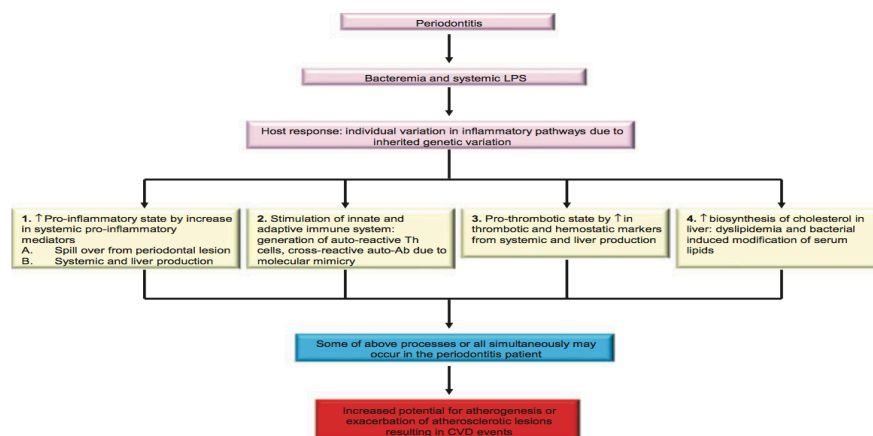 Periodontitis
Bacteremia and systemic LPS
Host response: individual variation in inflammatory pathways due to
inherited genetic variation
1. ↑ Pro-inflammatory state by increase
in systemic pro-inflammatory
mediators
A. Spill over from periodontal lesion
B. Systemic and liver production
2. Stimulation of innate and
adaptive immune system:
generation of auto-reactive Th
cells, cross-reactive auto-Ab due to
molecular mimicry
3. Pro-thrombotic state by ↑ in
thrombotic and hemostatic markers
from systemic and liver production
4. ↑ biosynthesis of cholesterol in
liver: dyslipidemia and bacterial
induced modification of serum
lipids
Some of above processes or all simultaneously may
occur in the periodontitis patient
Increased potential for atherogenesis or
exacerbation of atherosclerotic lesions
resulting in CVD events